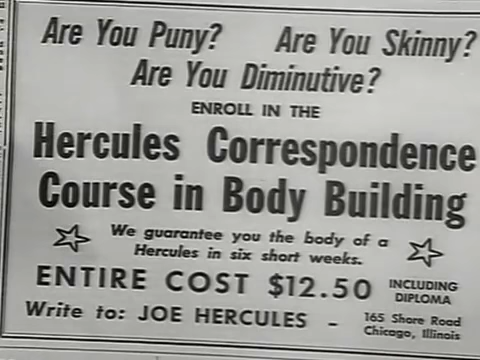 Are You Puny? Are You Skinny?
Are You Diminutive?
ENROLL IN THE
Hercules Correspondence
Course in Body Building
We guarantee you the body of a
Hercules in six short weeks.
ENTIRE COST $12.50 INCLUDING DIPLOMA
Write to: JOE HERCULES - 165 Shore Road
Chicago, Illinois